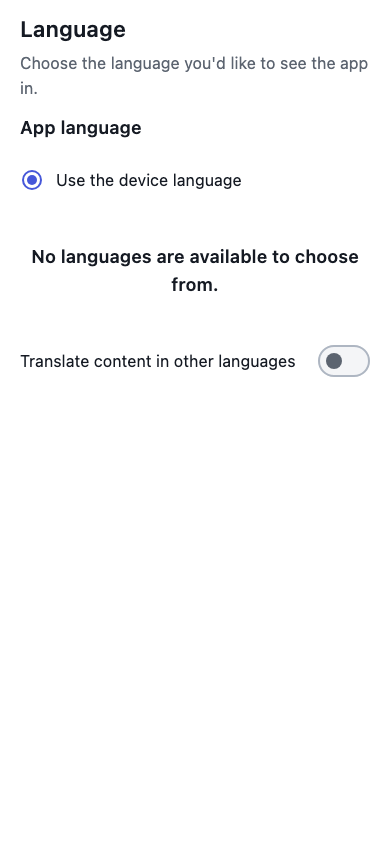 Language
Choose the language you'd like to see the app
in.
App language
Use the device language
No languages are available to choose
from.
Translate content in other languages